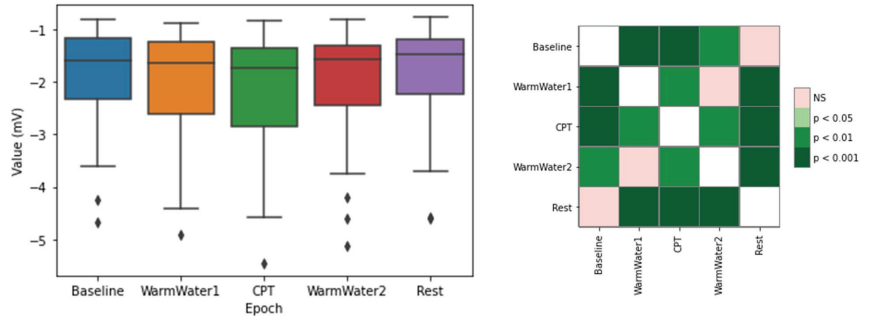 Value (mV)
−1
−2
−3
−4
−5
Baseline WarmWater1 CPT WarmWater2 Rest
Epoch
Baseline
WarmWater1
CPT
WarmWater2
Rest
Baseline
WarmWater1
CPT
WarmWater2
Rest
NS
p < 0.05
p < 0.01
p < 0.001